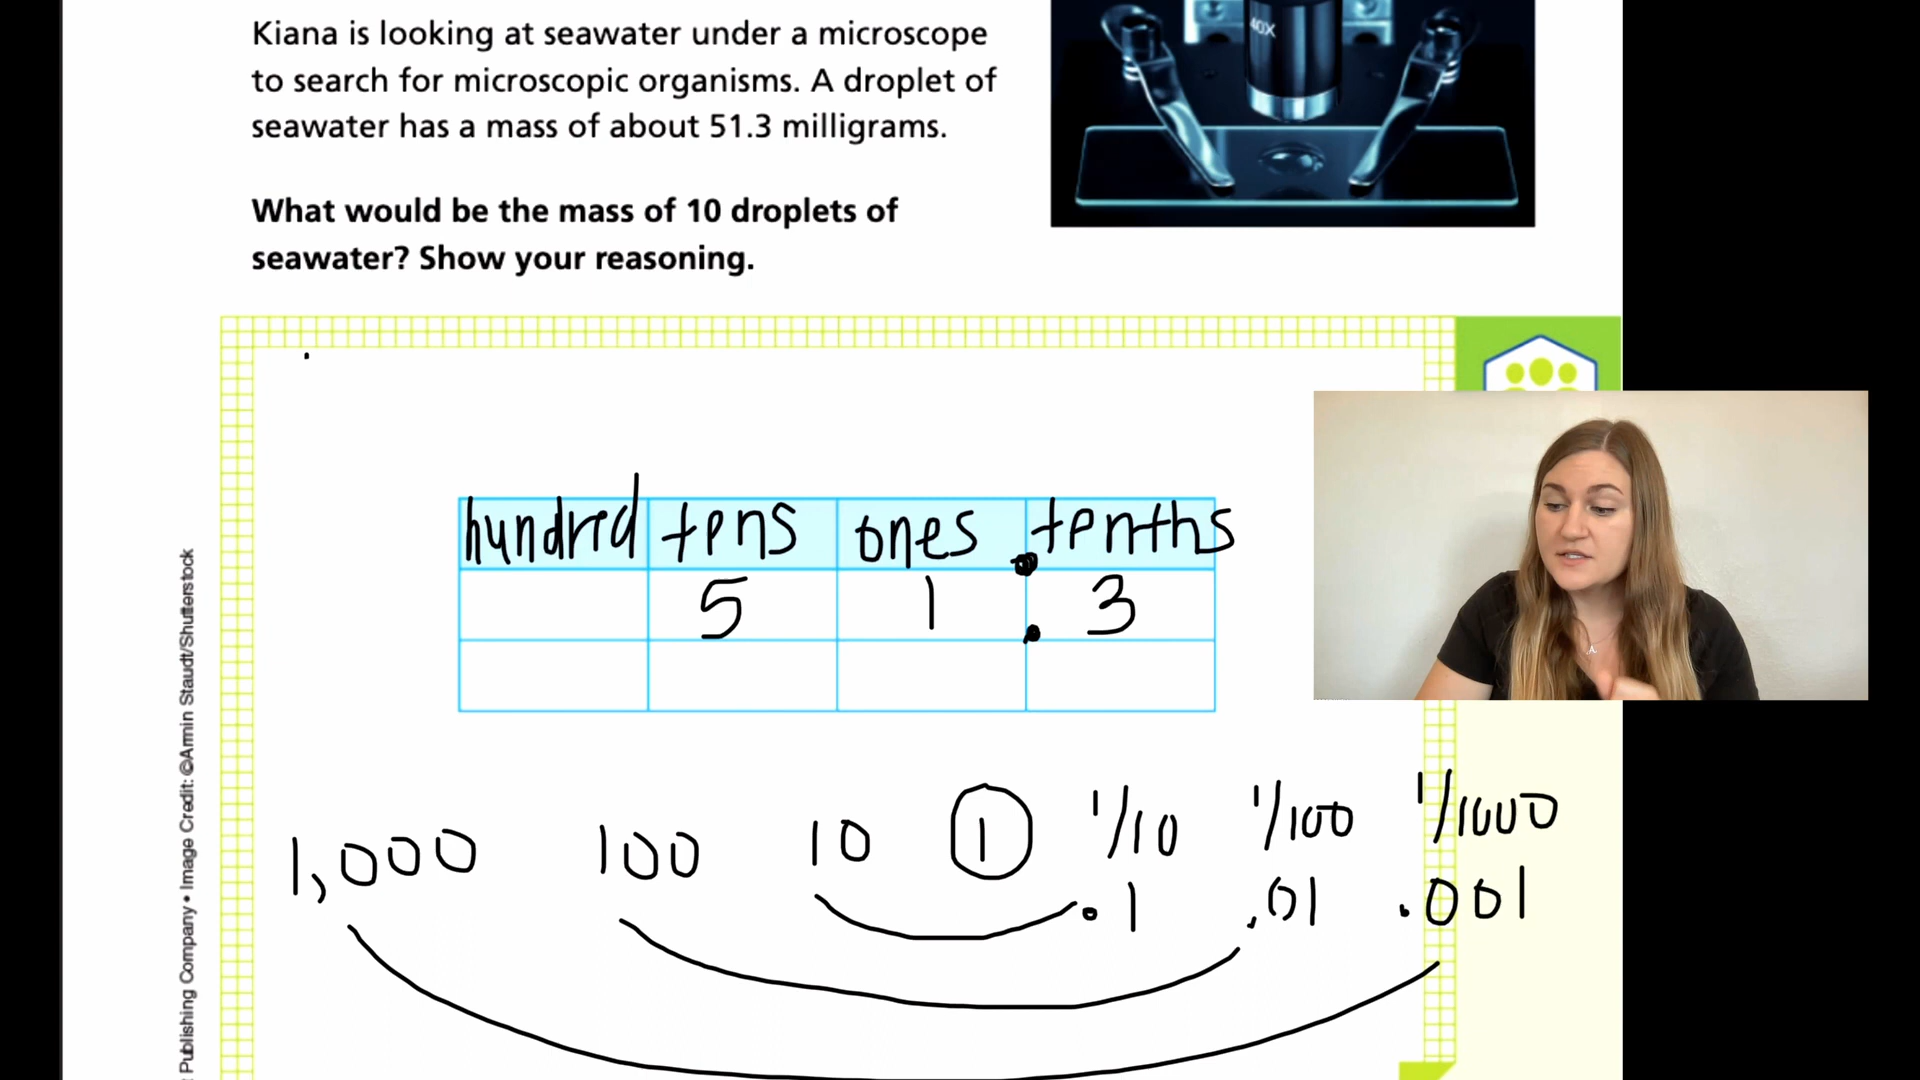 Kiana is looking at seawater under a microscope
to search for microscopic organisms. A droplet of
seawater has a mass of about 51.3 milligrams.
What would be the mass of 10 droplets of
seawater? Show your reasoning.
40X
Publishing Company • Image Credit: ©Armin Staudt/Shutterstock
hundred tens ones . tenths
5 1 . 3
1,000 100 10 1 1/10 1/100 1/1000
.1 .01 .001